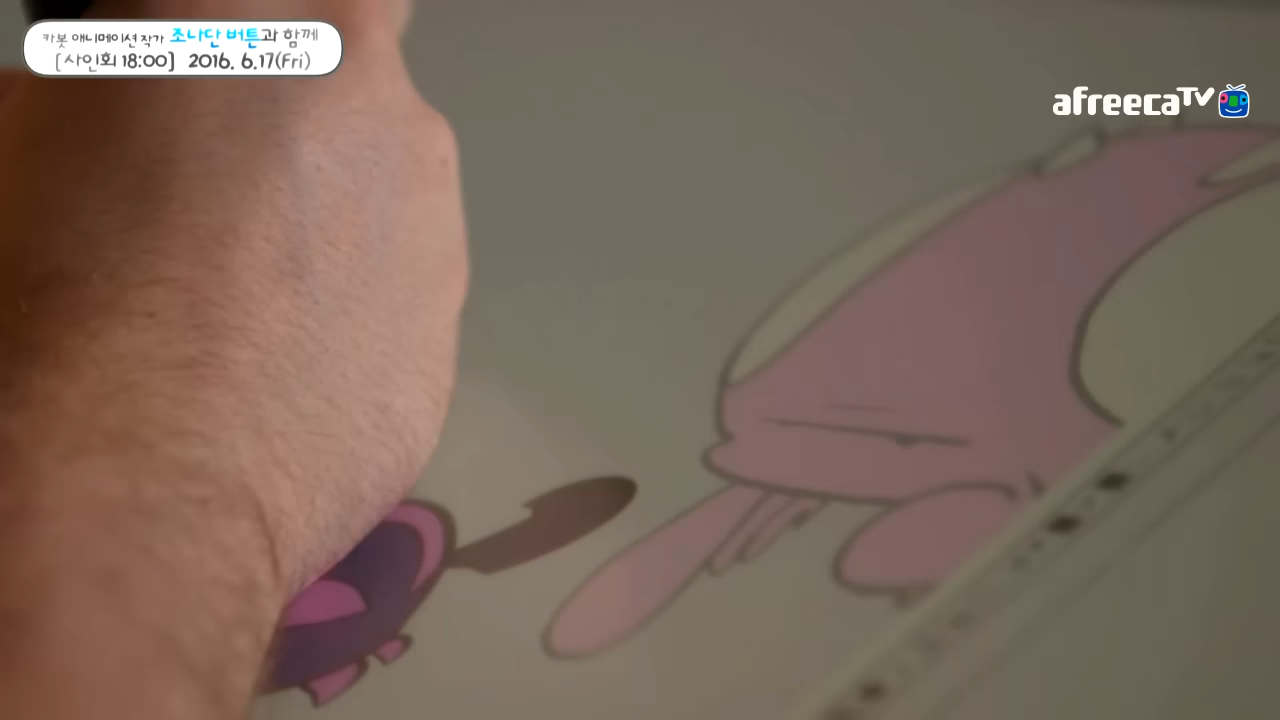 카봇 애니메이션 작가 조나단 버튼과 함께
[사인회 18:00] 2016. 6.17(Fri)
afreecaTV